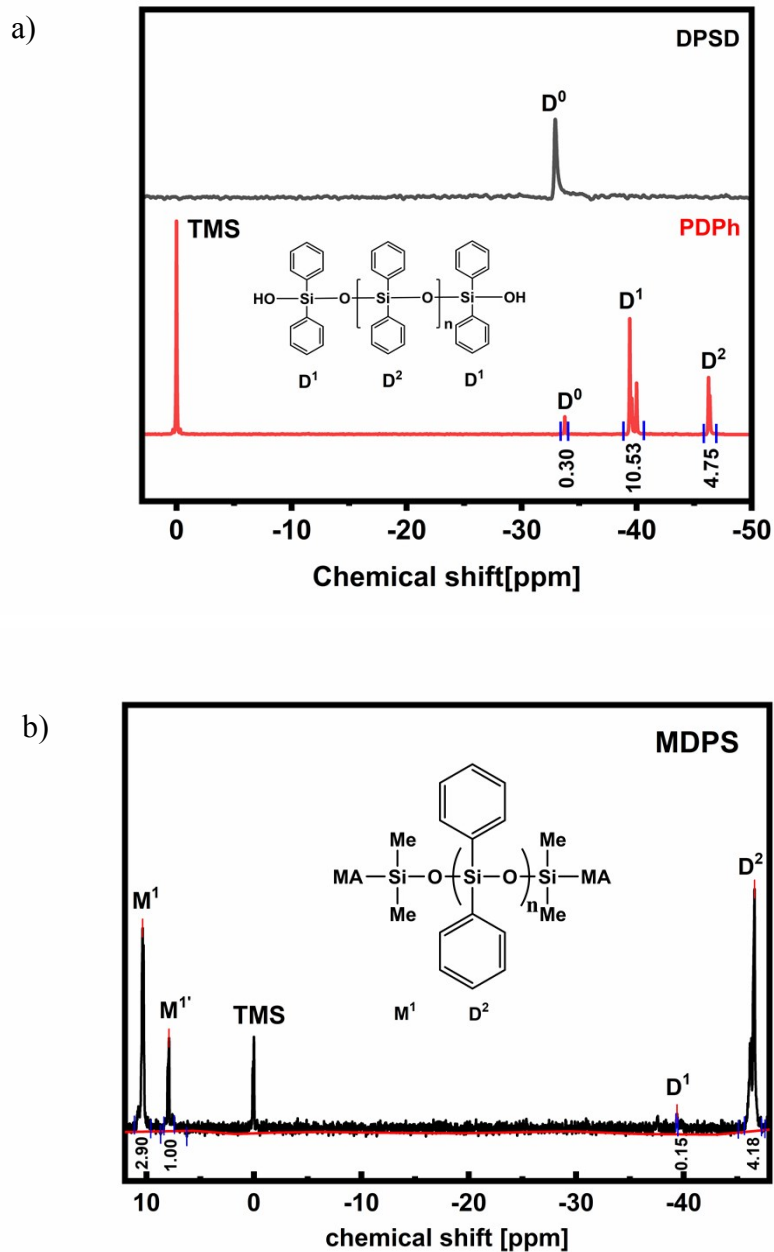 a)
DPSD
D⁰
TMS
PDPh
HO Si O Si O Si OH
n
D¹ D² D¹
D⁰
D¹
D²
0.30
10.53
4.75
0 -10 -20 -30 -40 -50
Chemical shift[ppm]
b)
MDPS
Me Me
MA Si O Si O Si MA
n
Me Me
M¹ D²
M¹
M¹'
TMS
D¹
D²
2.90
1.00
0.15
4.18
10 0 -10 -20 -30 -40
chemical shift [ppm]